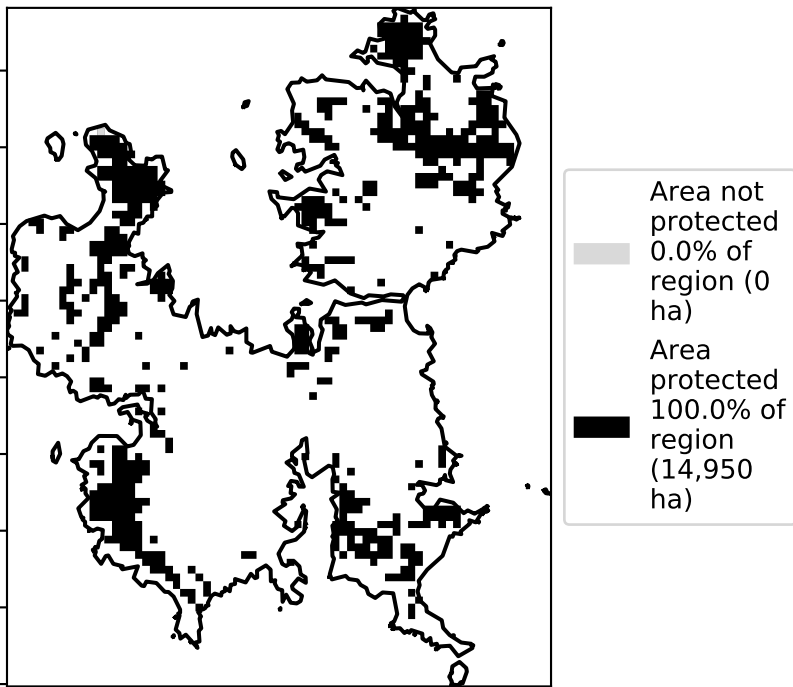 Area not
protected
0.0% of
region (0
ha)
Area
protected
100.0% of
region
(14,950
ha)